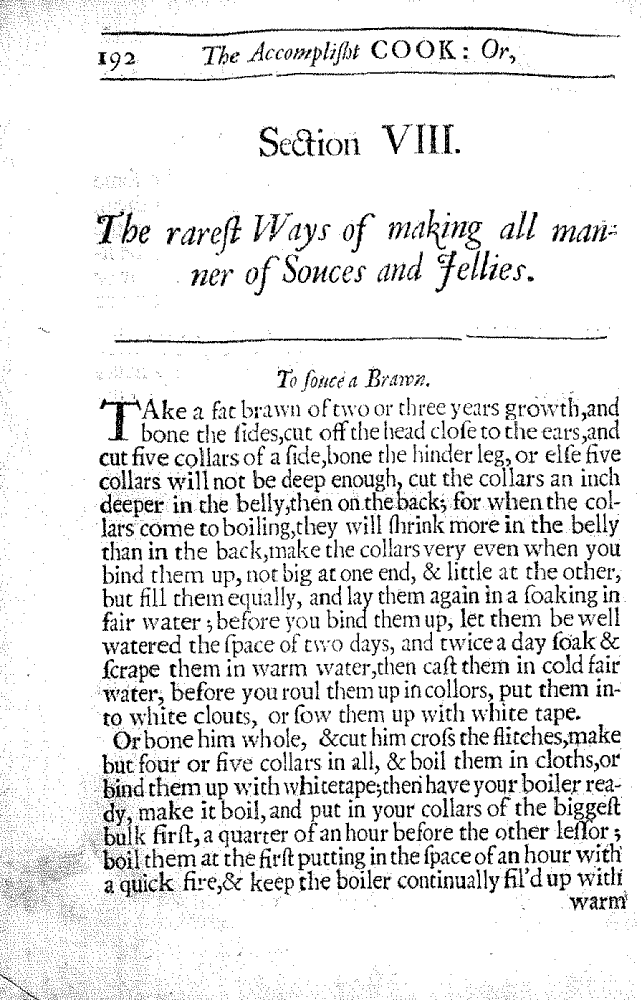 192 The Accompliſht COOK: Or,
Section VIII.
The rareſt Ways of making all man-
ner of Souces and Jellies.
To ſouce a Brawn.
TAke a fat brawn of two or three years growth,and
bone the ſides,cut off the head cloſe to the ears,and
cut five collars of a ſide,bone the hinder leg, or elſe five
collars will not be deep enough, cut the collars an inch
deeper in the belly,then on the back; for when the col-
lars come to boiling,they will ſhrink more in the belly
than in the back,make the collars very even when you
bind them up, not big at one end, & little at the other,
but fill them equally, and lay them again in a ſoaking in
fair water ; before you bind them up, let them be well
watered the ſpace of two days, and twice a day ſoak &
ſcrape them in warm water,then caſt them in cold fair
water, before you roul them up in collors, put them in-
to white clouts, or ſow them up with white tape.
Or bone him whole, &cut him croſs the flitches,make
but four or five collars in all, & boil them in cloths,or
bind them up with white tape;then have your boiler rea-
dy, make it boil,and put in your collars of the biggeſt
bulk firſt, a quarter of an hour before the other leſſor ;
boil them at the firſt putting in the ſpace of an hour with
a quick fire,& keep the boiler continually fil'd up with
warm